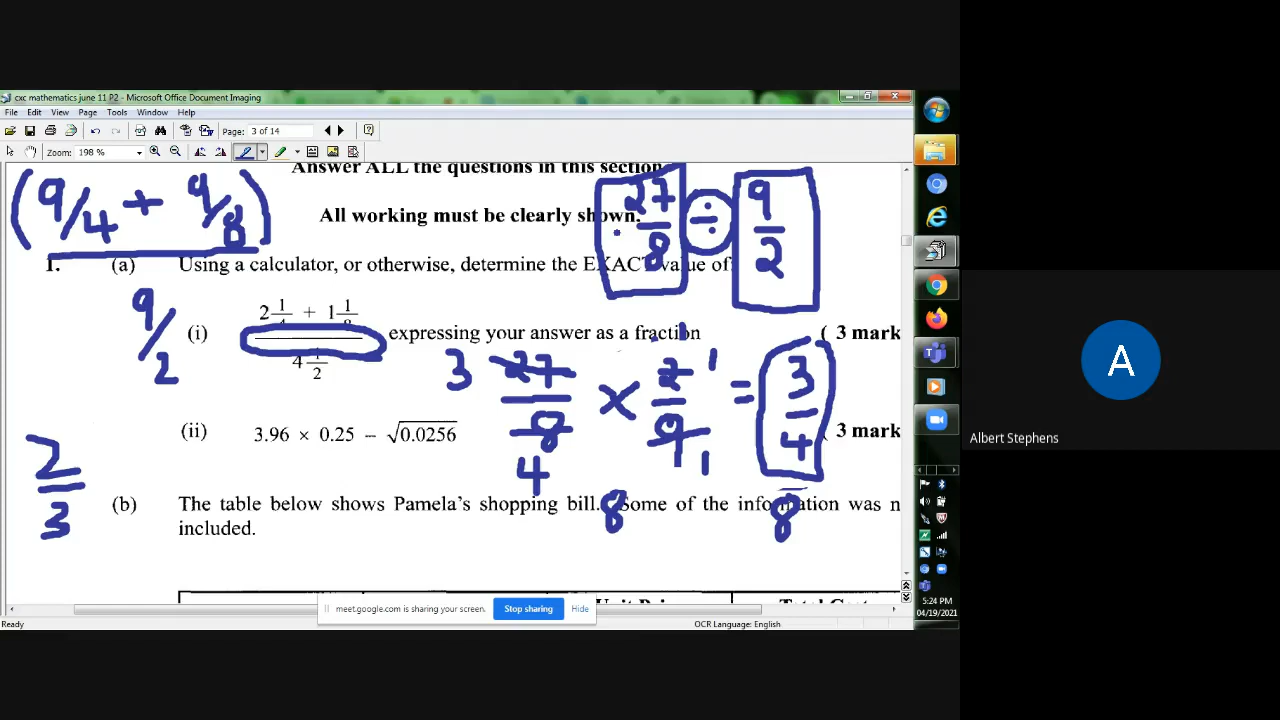 cxc mathematics june 11 P2 - Microsoft Office Document Imaging
File Edit View Page Tools Window Help
Page: 3 of 14
Zoom: 198 %
Answer ALL the questions in this section
All working must be clearly shown.
(9/4 + 9/8)
9/2
27/8 ÷ 9/2
1. (a) Using a calculator, or otherwise, determine the EXACT value of:
(i) 2 1/4 + 1 1/8
4 1/2
expressing your answer as a fraction ( 3 mark
3 27/8 4 × 1 2/9 1 1 = 3/4
(ii) 3.96 × 0.25 − √0.0256 ( 3 mark
2/3
8
8
(b) The table below shows Pamela's shopping bill. Some of the information was n
included.
meet.google.com is sharing your screen. Stop sharing Hide
Ready OCR Language: English
5:24 PM
04/19/2021
A
Albert Stephens